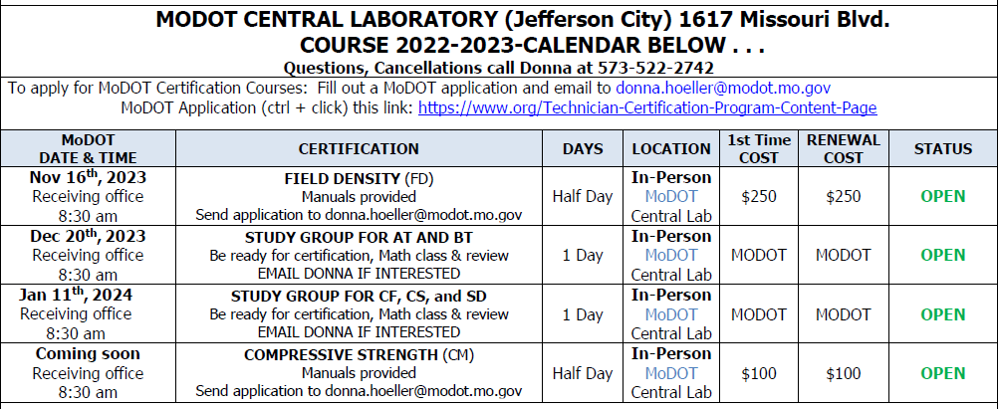 MODOT CENTRAL LABORATORY (Jefferson City) 1617 Missouri Blvd.
COURSE 2022-2023-CALENDAR BELOW . . .
Questions, Cancellations call Donna at 573-522-2742
To apply for MoDOT Certification Courses: Fill out a MoDOT application and email to donna.hoeller@modot.mo.gov
MoDOT Application (ctrl + click) this link: https://www.org/Technician-Certification-Program-Content-Page
MoDOT DATE & TIME | CERTIFICATION | DAYS | LOCATION | 1st Time COST | RENEWAL COST | STATUS
Nov 16th, 2023
Receiving office
8:30 am
FIELD DENSITY (FD)
Manuals provided
Send application to donna.hoeller@modot.mo.gov
Half Day
In-Person
MoDOT
Central Lab
$250
$250
OPEN
Dec 20th, 2023
Receiving office
8:30 am
STUDY GROUP FOR AT AND BT
Be ready for certification, Math class & review
EMAIL DONNA IF INTERESTED
1 Day
In-Person
MoDOT
Central Lab
MODOT
MODOT
OPEN
Jan 11th, 2024
Receiving office
8:30 am
STUDY GROUP FOR CF, CS, and SD
Be ready for certification, Math class & review
EMAIL DONNA IF INTERESTED
1 Day
In-Person
MoDOT
Central Lab
MODOT
MODOT
OPEN
Coming soon
Receiving office
8:30 am
COMPRESSIVE STRENGTH (CM)
Manuals provided
Send application to donna.hoeller@modot.mo.gov
Half Day
In-Person
MoDOT
Central Lab
$100
$100
OPEN